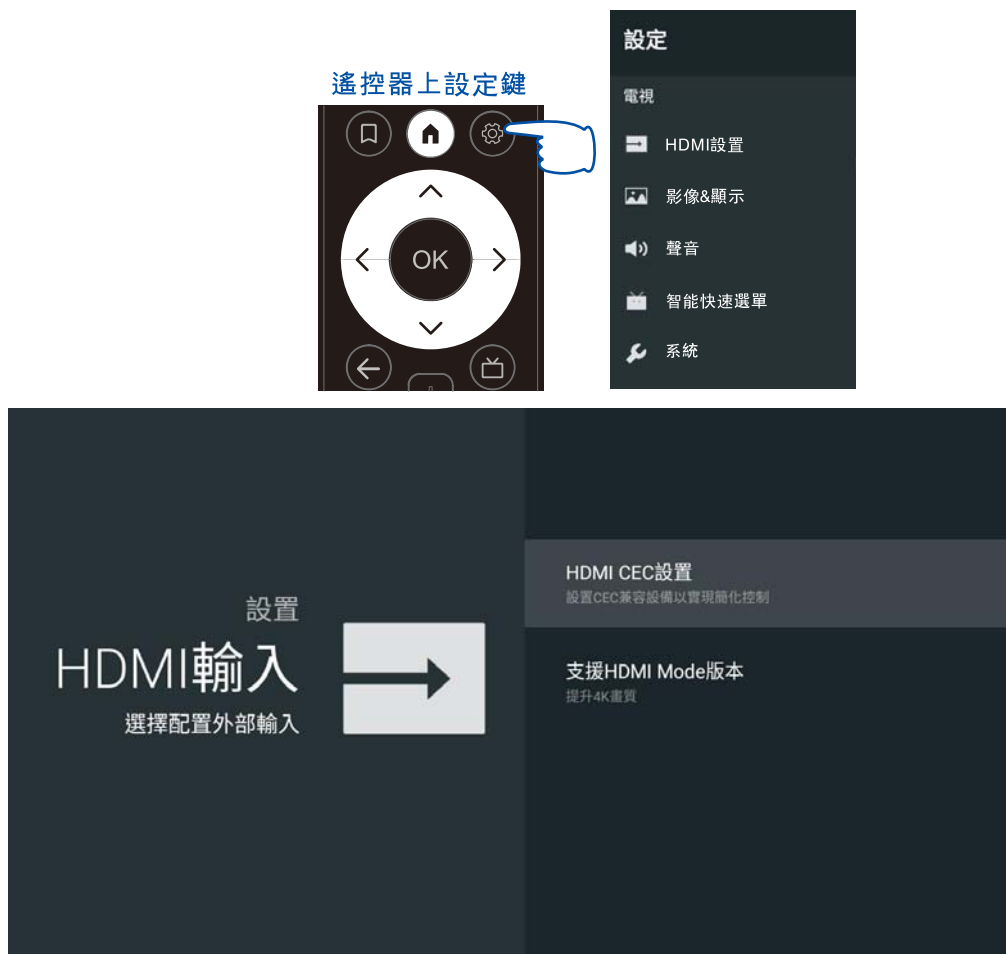 遙控器上設定鍵
OK
設定
電視
HDMI設置
影像&顯示
聲音
智能快速選單
系統
設置
HDMI輸入
選擇配置外部輸入
HDMI CEC設置
設置CEC兼容設備以實現簡化控制
支援HDMI Mode版本
提升4K畫質